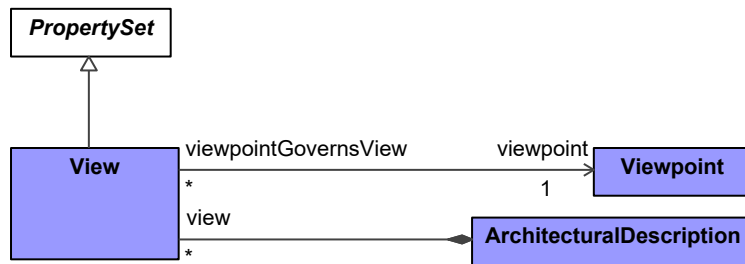 PropertySet
viewpointGovernsView viewpoint
View
Viewpoint
* 1
view
ArchitecturalDescription
*